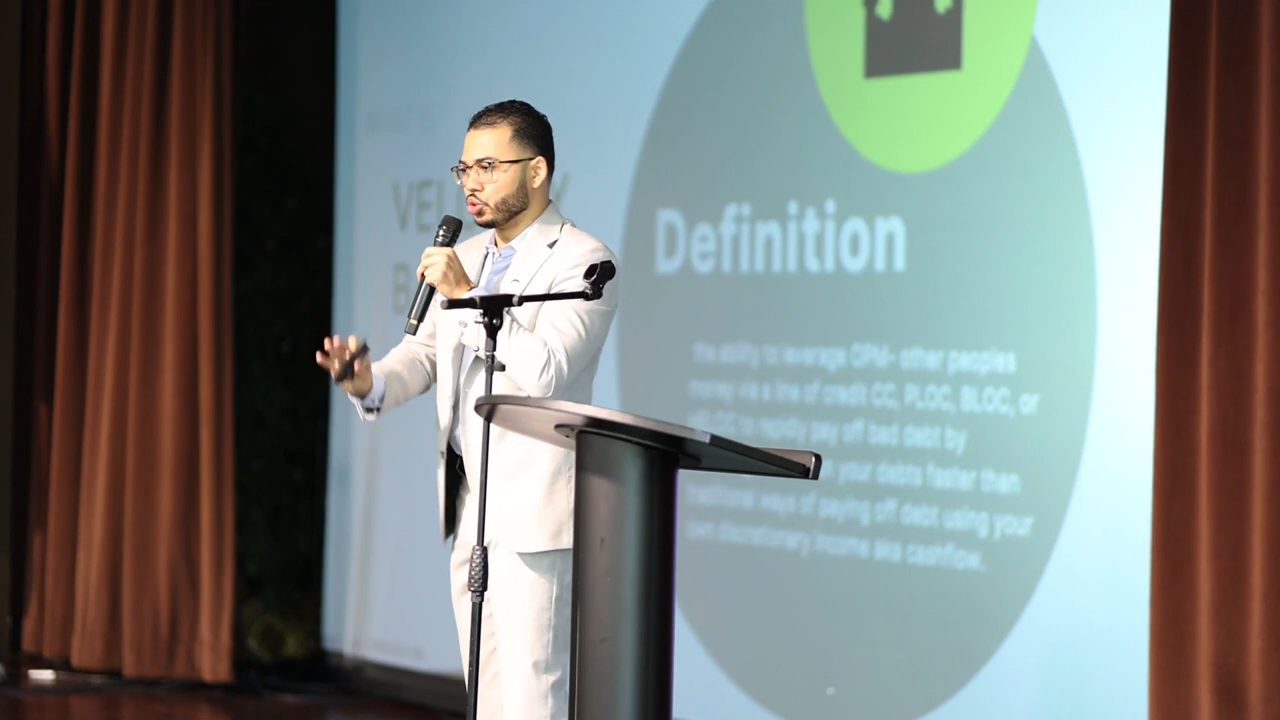 VEL
B
Definition
the ability to leverage OPM- other peoples
money via a line of credit CC, PLOC, BLOC, or
to rapidly pay off bad debt by
your debts faster than
traditional ways of paying off debt using your
own discretionary income aka cashflow.